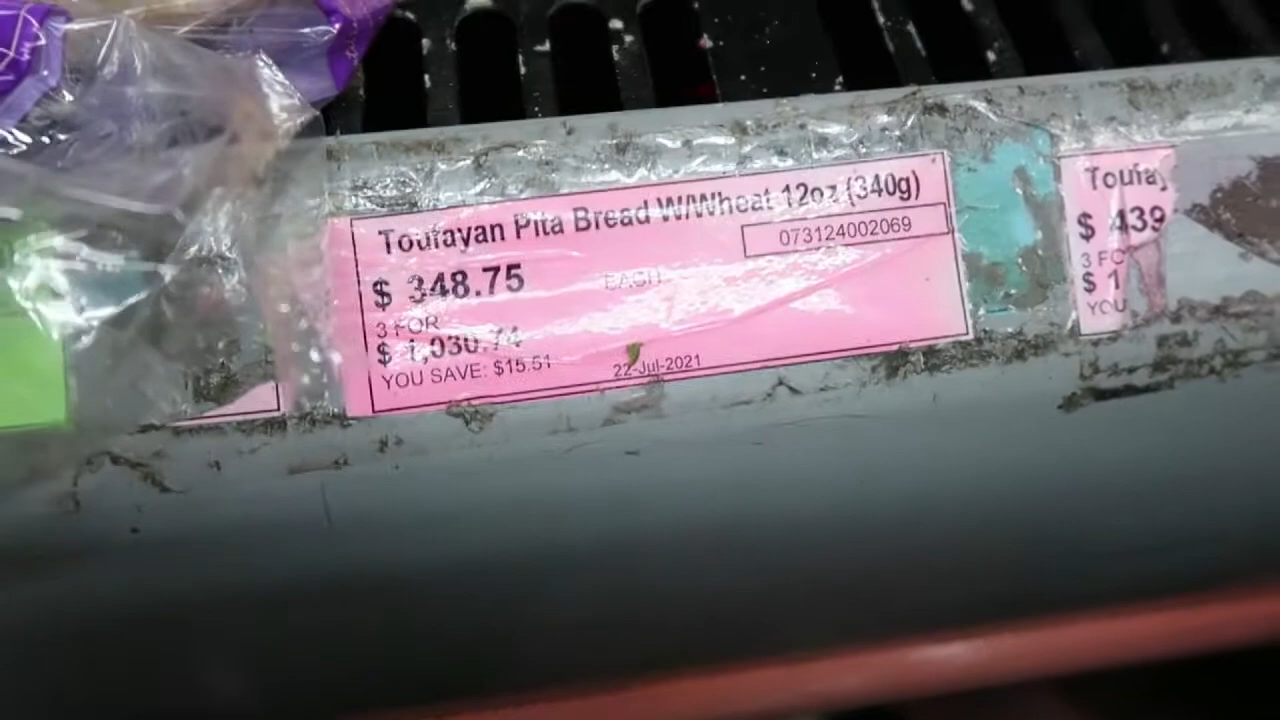 Toufayan Pita Bread W/Wheat 12oz (340g)
073124002069
$ 348.75 EACH
3 FOR
$ 1,030.74
YOU SAVE: $15.51 22-Jul-2021
Toufay
$ 439
3 FO
$ 1
YOU